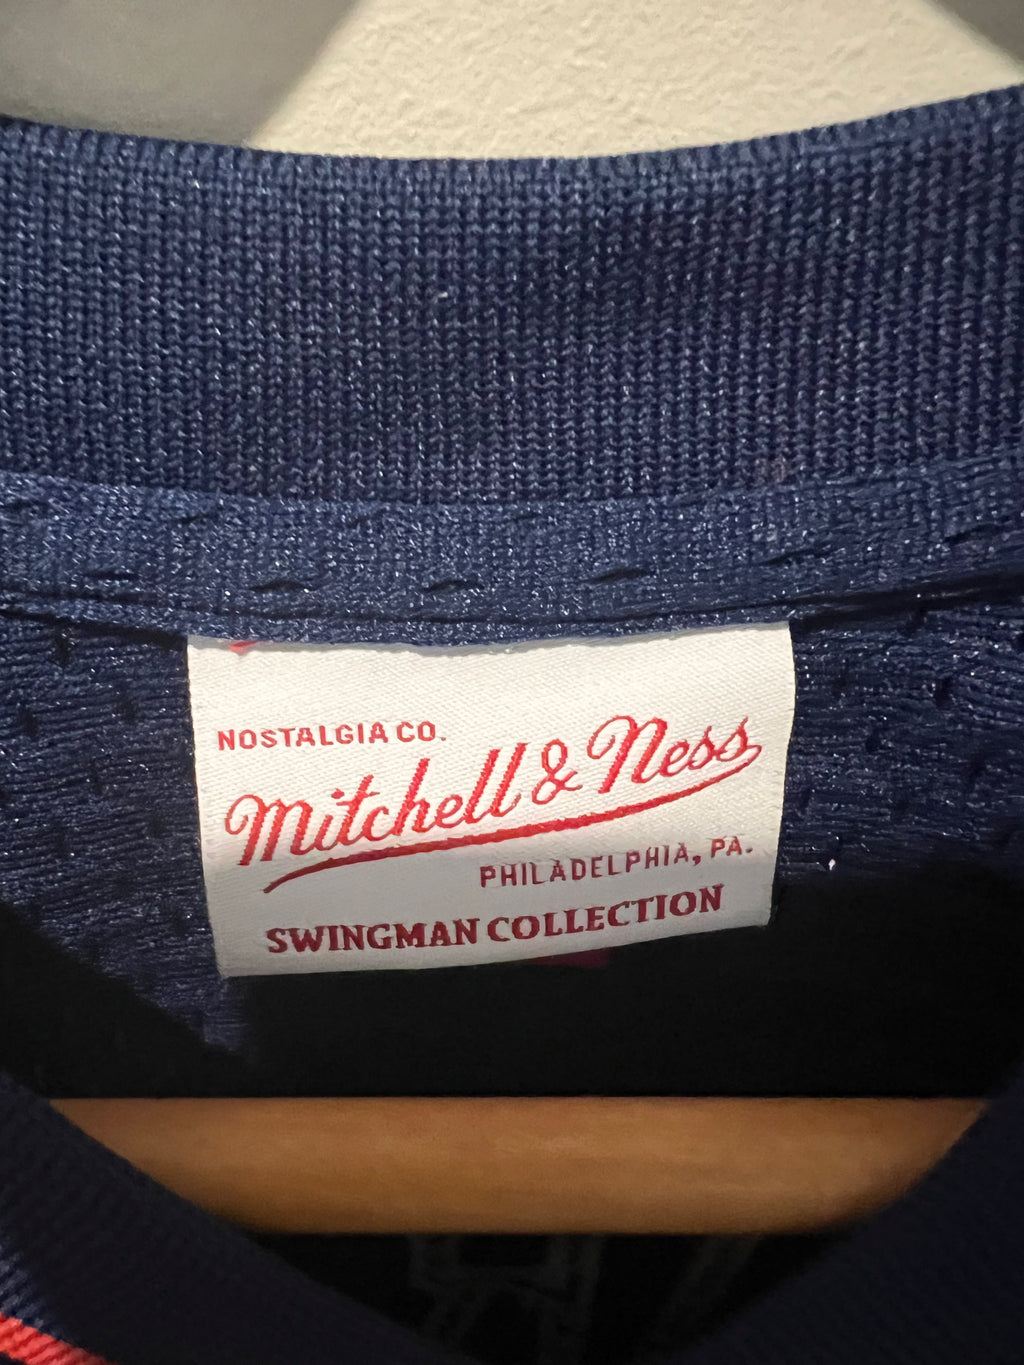 NOSTALGIA CO.
Mitchell & Ness
PHILADELPHIA, PA.
SWINGMAN COLLECTION